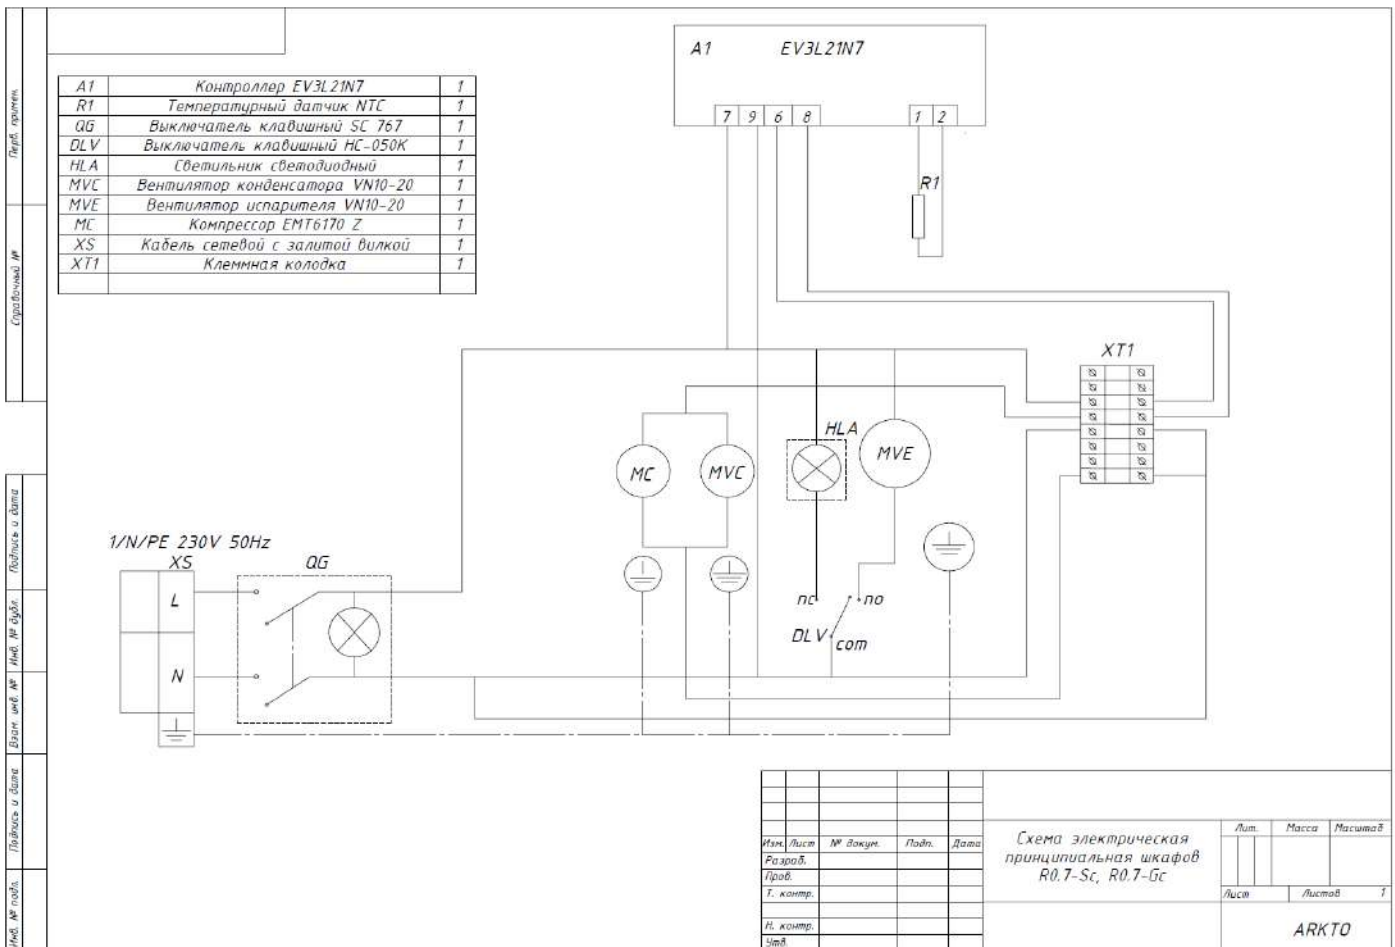 A1 EV3L21N7
7 9 6 8 1 2
A1 Контроллер EV3L21N7 1
R1 Температурный датчик NTC 1
QG Выключатель клавишный SC 767 1
DLV Выключатель клавишный HC-050K 1
HLA Светильник светодиодный 1
MVC Вентилятор конденсатора VN10-20 1
MVE Вентилятор испарителя VN10-20 1
MC Компрессор EMT6170 Z 1
XS Кабель сетевой с залитой вилкой 1
XT1 Клеммная колодка 1
R1
XT1
HLA
MC
MVC
MVE
1/N/PE 230V 50Hz
XS
QG
L
N
nc
no
DLV
com
Перв. примен.
Справочный №
Подпись и дата
Инв. № дубл.
Взам. инв. №
Подпись и дата
Инв. № подл.
Изм. Лист № докум. Подп. Дата
Разраб.
Пров.
Т. контр.
Н. контр.
Утв.
Схема электрическая
принципиальная шкафов
R0.7-Sc, R0.7-Gc
Лит. Масса Масштаб
Лист Листов 1
ARKTO